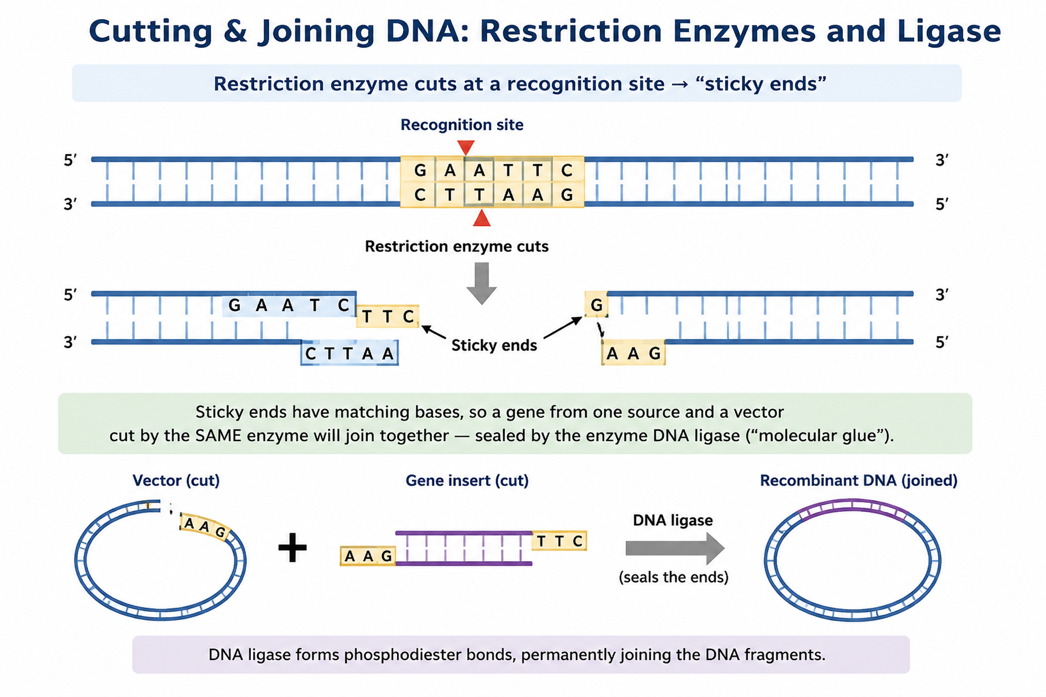 Cutting & Joining DNA: Restriction Enzymes and Ligase
Restriction enzyme cuts at a recognition site → “sticky ends”
Recognition site
5′ 3′
G A A T T C
C T T A A G
3′ 5′
Restriction enzyme cuts
5′ G A A T C T T C G 3′
3′ C T T A A Sticky ends A A G 5′
Sticky ends have matching bases, so a gene from one source and a vector
cut by the SAME enzyme will join together — sealed by the enzyme DNA ligase (“molecular glue”).
Vector (cut) Gene insert (cut) Recombinant DNA (joined)
A A G
+
A A G T T C
DNA ligase
(seals the ends)
DNA ligase forms phosphodiester bonds, permanently joining the DNA fragments.